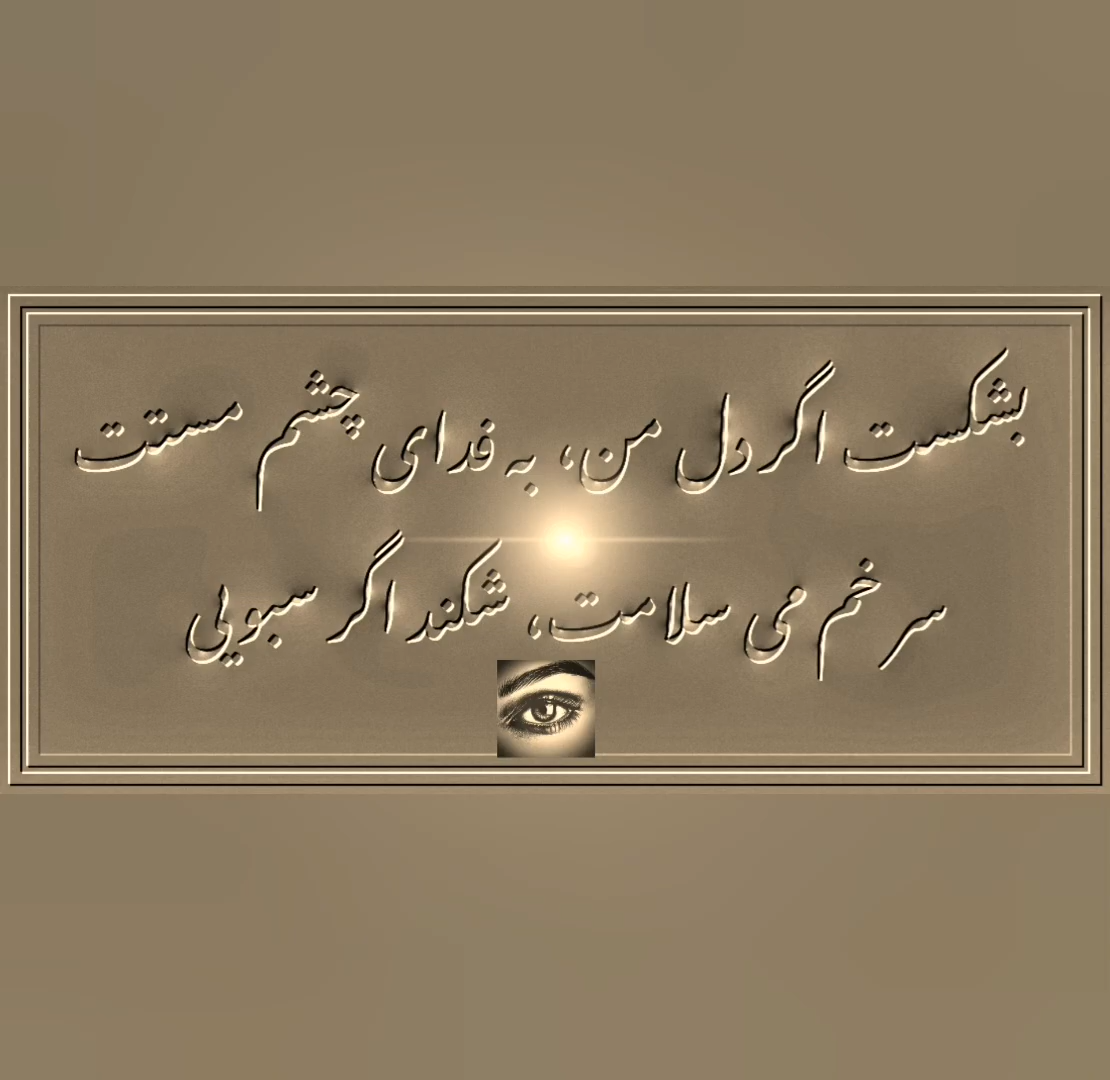 بشکست اگر دل من، به فدای چشم مستت
سر خم می سلامت، شکند اگر سبویی